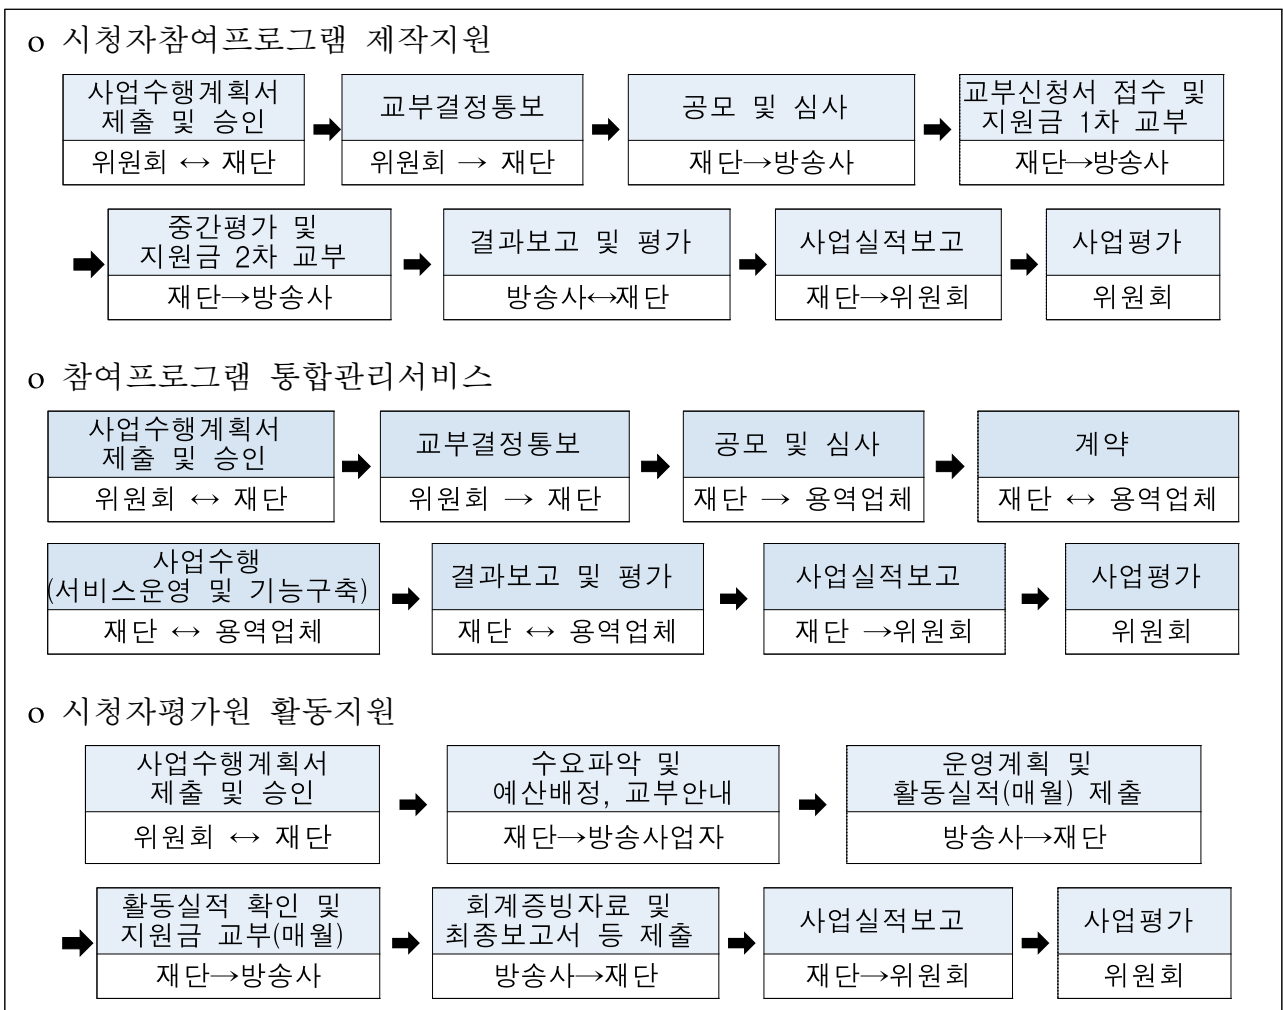 o 시청자참여프로그램 제작지원
사업수행계획서
제출 및 승인
위원회 ↔ 재단
교부결정통보
위원회 → 재단
공모 및 심사
재단→방송사
교부신청서 접수 및
지원금 1차 교부
재단→방송사
중간평가 및
지원금 2차 교부
재단→방송사
결과보고 및 평가
방송사↔재단
사업실적보고
재단→위원회
사업평가
위원회
o 참여프로그램 통합관리서비스
사업수행계획서
제출 및 승인
위원회 ↔ 재단
교부결정통보
위원회 → 재단
공모 및 심사
재단 → 용역업체
계약
재단 ↔ 용역업체
사업수행
(서비스운영 및 기능구축)
재단 ↔ 용역업체
결과보고 및 평가
재단 ↔ 용역업체
사업실적보고
재단 →위원회
사업평가
위원회
o 시청자평가원 활동지원
사업수행계획서
제출 및 승인
위원회 ↔ 재단
수요파악 및
예산배정, 교부안내
재단→방송사업자
운영계획 및
활동실적(매월) 제출
방송사→재단
활동실적 확인 및
지원금 교부(매월)
재단→방송사
회계증빙자료 및
최종보고서 등 제출
방송사→재단
사업실적보고
재단→위원회
사업평가
위원회